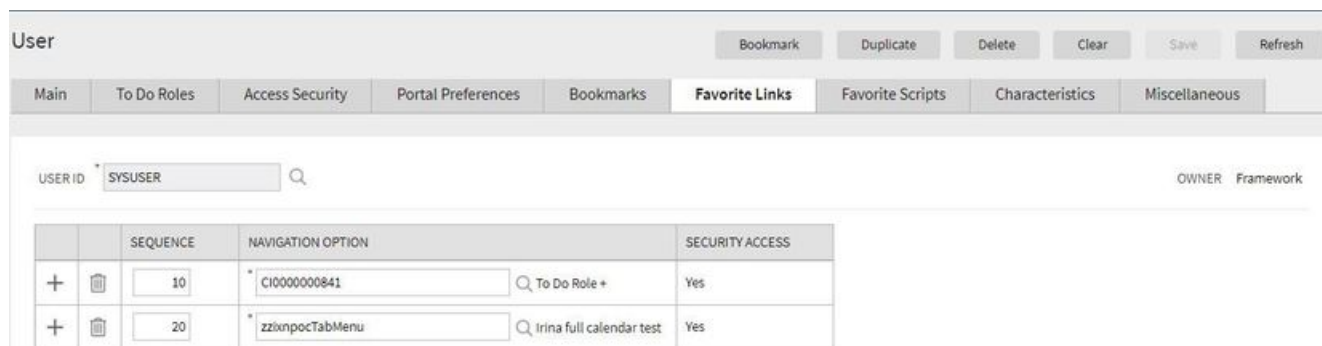 User
Bookmark Duplicate Delete Clear Save Refresh
Main To Do Roles Access Security Portal Preferences Bookmarks Favorite Links Favorite Scripts Characteristics Miscellaneous
USER ID * SYSUSER OWNER Framework
SEQUENCE NAVIGATION OPTION SECURITY ACCESS
+ 10 * CI0000000841 To Do Role + Yes
+ 20 * zzixnpocTabMenu Irina full calendar test Yes